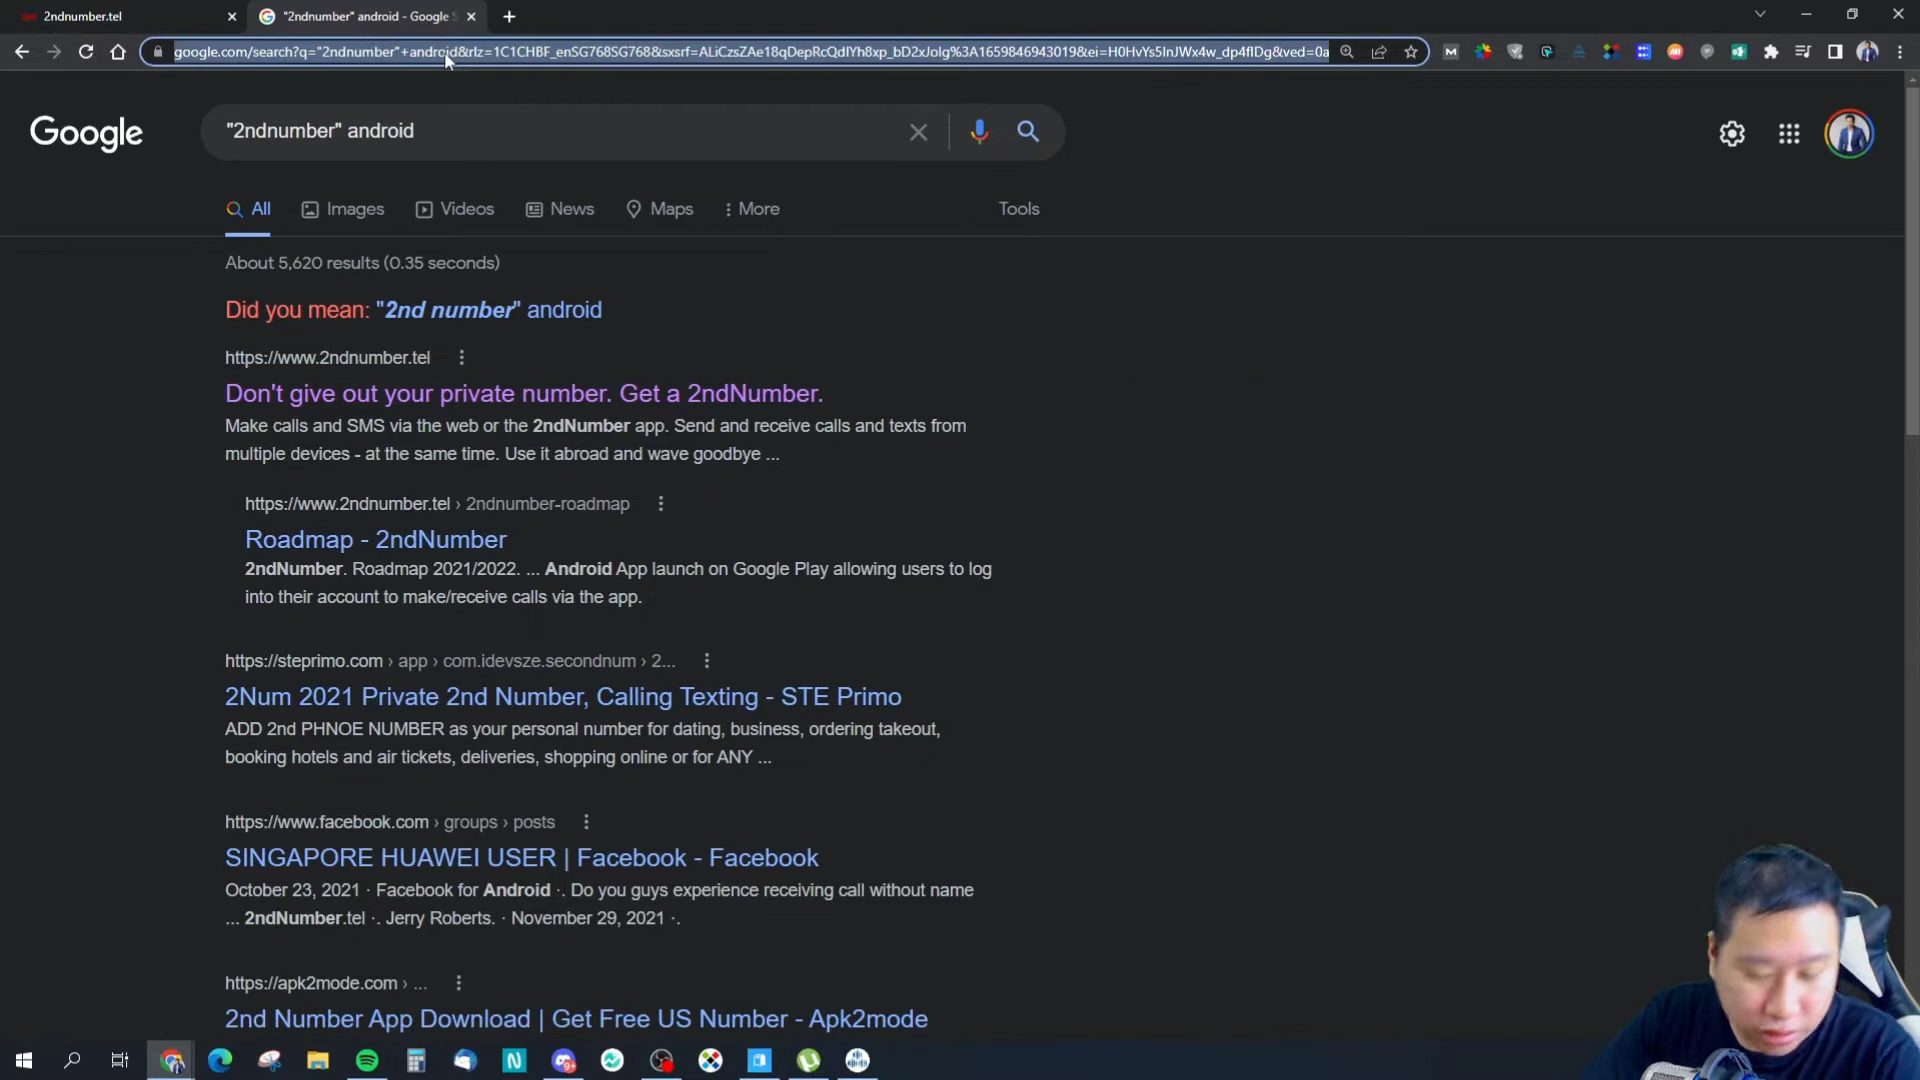 2ndnumber.tel
"2ndnumber" android - Google S
google.com/search?q="2ndnumber"+android&rlz=1C1CHBF_enSG768SG768&sxsrf=ALiCzsZAe18qDepRcQdlYh8xp_bD2xJolg%3A1659846943019&ei=H0HvYs5InJWx4w_dp4fIDg&ved=0a
Google
"2ndnumber" android
All
Images
Videos
News
Maps
More
Tools
About 5,620 results (0.35 seconds)
Did you mean: "2nd number" android
https://www.2ndnumber.tel
Don't give out your private number. Get a 2ndNumber.
Make calls and SMS via the web or the 2ndNumber app. Send and receive calls and texts from
multiple devices - at the same time. Use it abroad and wave goodbye ...
https://www.2ndnumber.tel › 2ndnumber-roadmap
Roadmap - 2ndNumber
2ndNumber. Roadmap 2021/2022. ... Android App launch on Google Play allowing users to log
into their account to make/receive calls via the app.
https://steprimo.com › app › com.idevsze.secondnum › 2...
2Num 2021 Private 2nd Number, Calling Texting - STE Primo
ADD 2nd PHNOE NUMBER as your personal number for dating, business, ordering takeout,
booking hotels and air tickets, deliveries, shopping online or for ANY ...
https://www.facebook.com › groups › posts
SINGAPORE HUAWEI USER | Facebook - Facebook
October 23, 2021 · Facebook for Android ·. Do you guys experience receiving call without name
... 2ndNumber.tel ·. Jerry Roberts. · November 29, 2021 ·.
https://apk2mode.com › ...
2nd Number App Download | Get Free US Number - Apk2mode